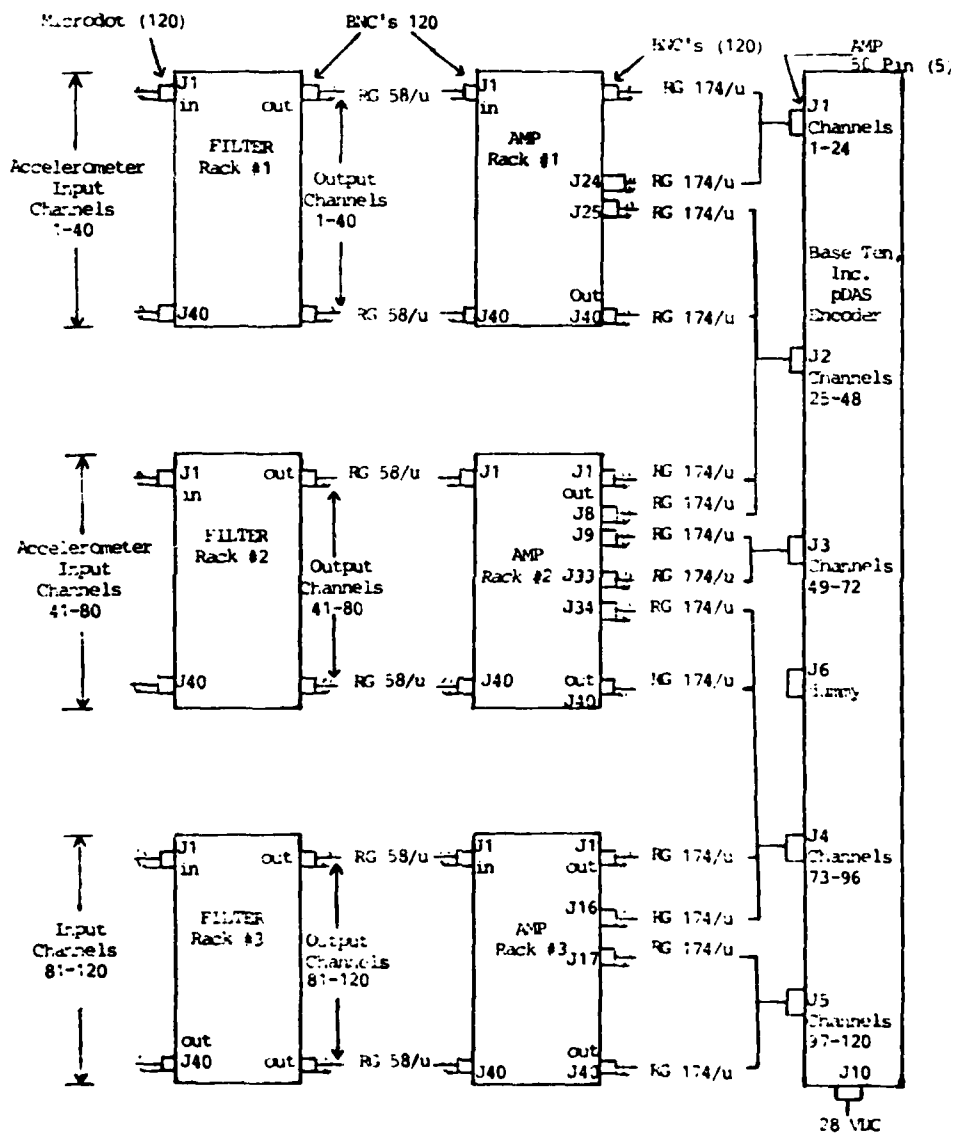 Microdot (120)
BNC's 120
BNC's (120)
AMP
50 Pin (5)
J1
in
out
FILTER
Rack #1
Accelerometer
Input
Channels
1-40
J40
RG 58/u
Output
Channels
1-40
RG 58/u
J1
in
AMP
Rack #1
J24
J25
Out
J40
J40
RG 174/u
RG 174/u
RG 174/u
J1
Channels
1-24
Base Ten,
Inc.
pDAS
Encoder
J2
Channels
25-48
J1
in
out
FILTER
Rack #2
Accelerometer
Input
Channels
41-80
J40
RG 58/u
Output
Channels
41-80
RG 58/u
J1
J1
out
J8
J9
AMP
Rack #2
J33
J34
J40
out
J40
RG 174/u
RG 174/u
RG 174/u
RG 174/u
RG 174/u
RG 174/u
J3
Channels
49-72
J6
Dummy
J1
in
out
FILTER
Rack #3
Input
Channels
81-120
out
J40
out
RG 58/u
Output
Channels
81-120
RG 58/u
J1
in
J1
out
J16
AMP
Rack #3
J17
out
J40
J40
RG 174/u
RG 174/u
RG 174/u
RG 174/u
J4
Channels
73-96
J5
Channels
97-120
J10
28 VDC